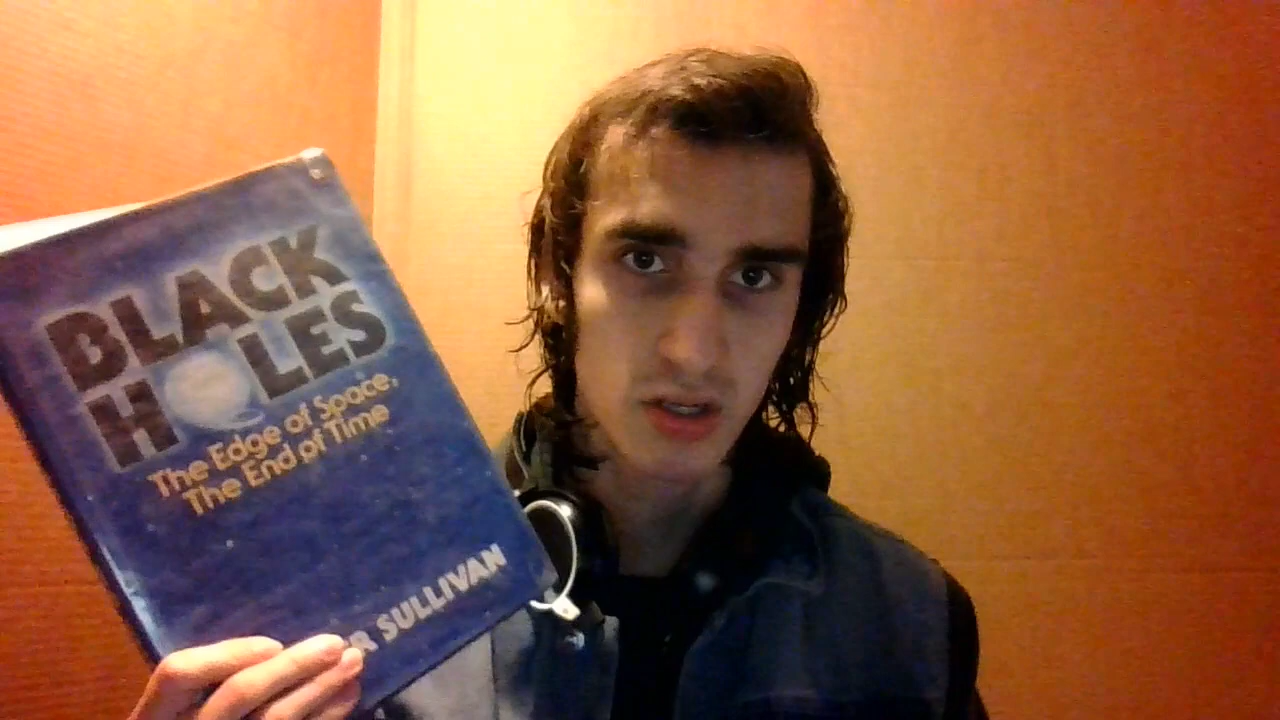 BLACK
HOLES
The Edge of Space,
The End of Time
SULLIVAN